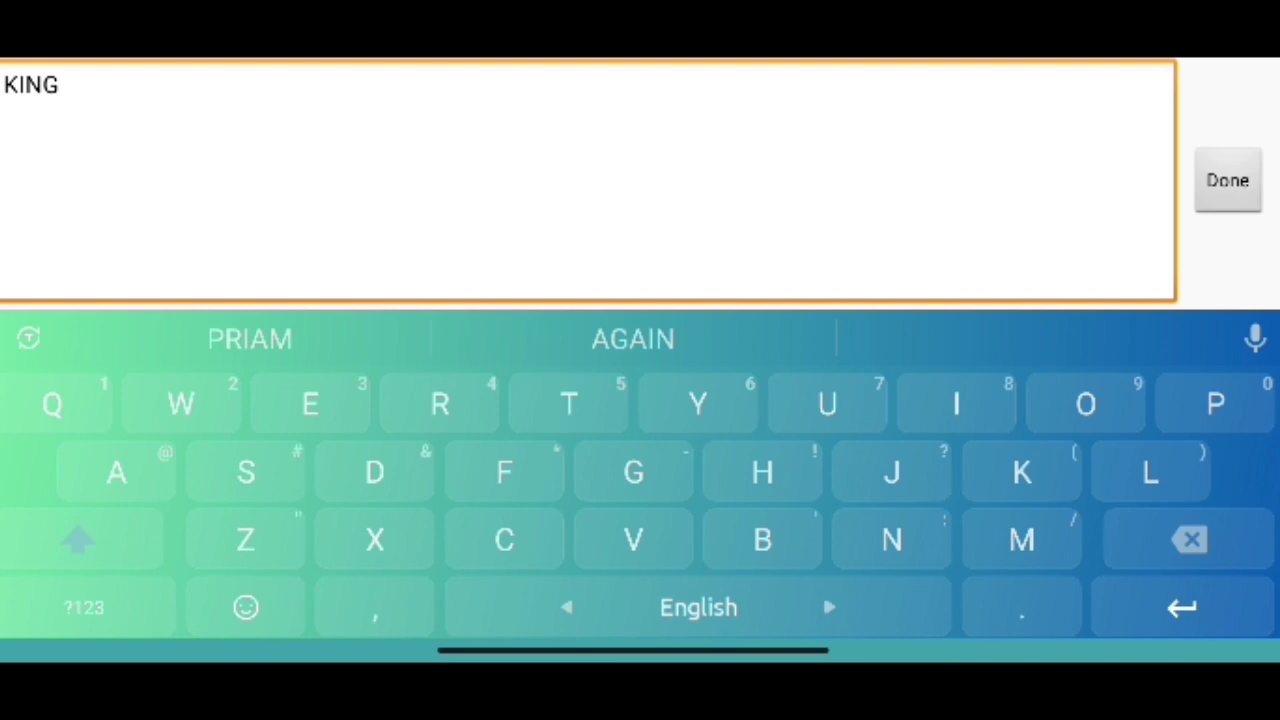 KING
Done
PRIAM AGAIN
Q 1 W 2 E 3 R 4 T 5 Y 6 U 7 I 8 O 9 P 0
A @ S # D & F * G - H ! J ? K ( L )
Z " X C V B ' N : M /
?123 , English .